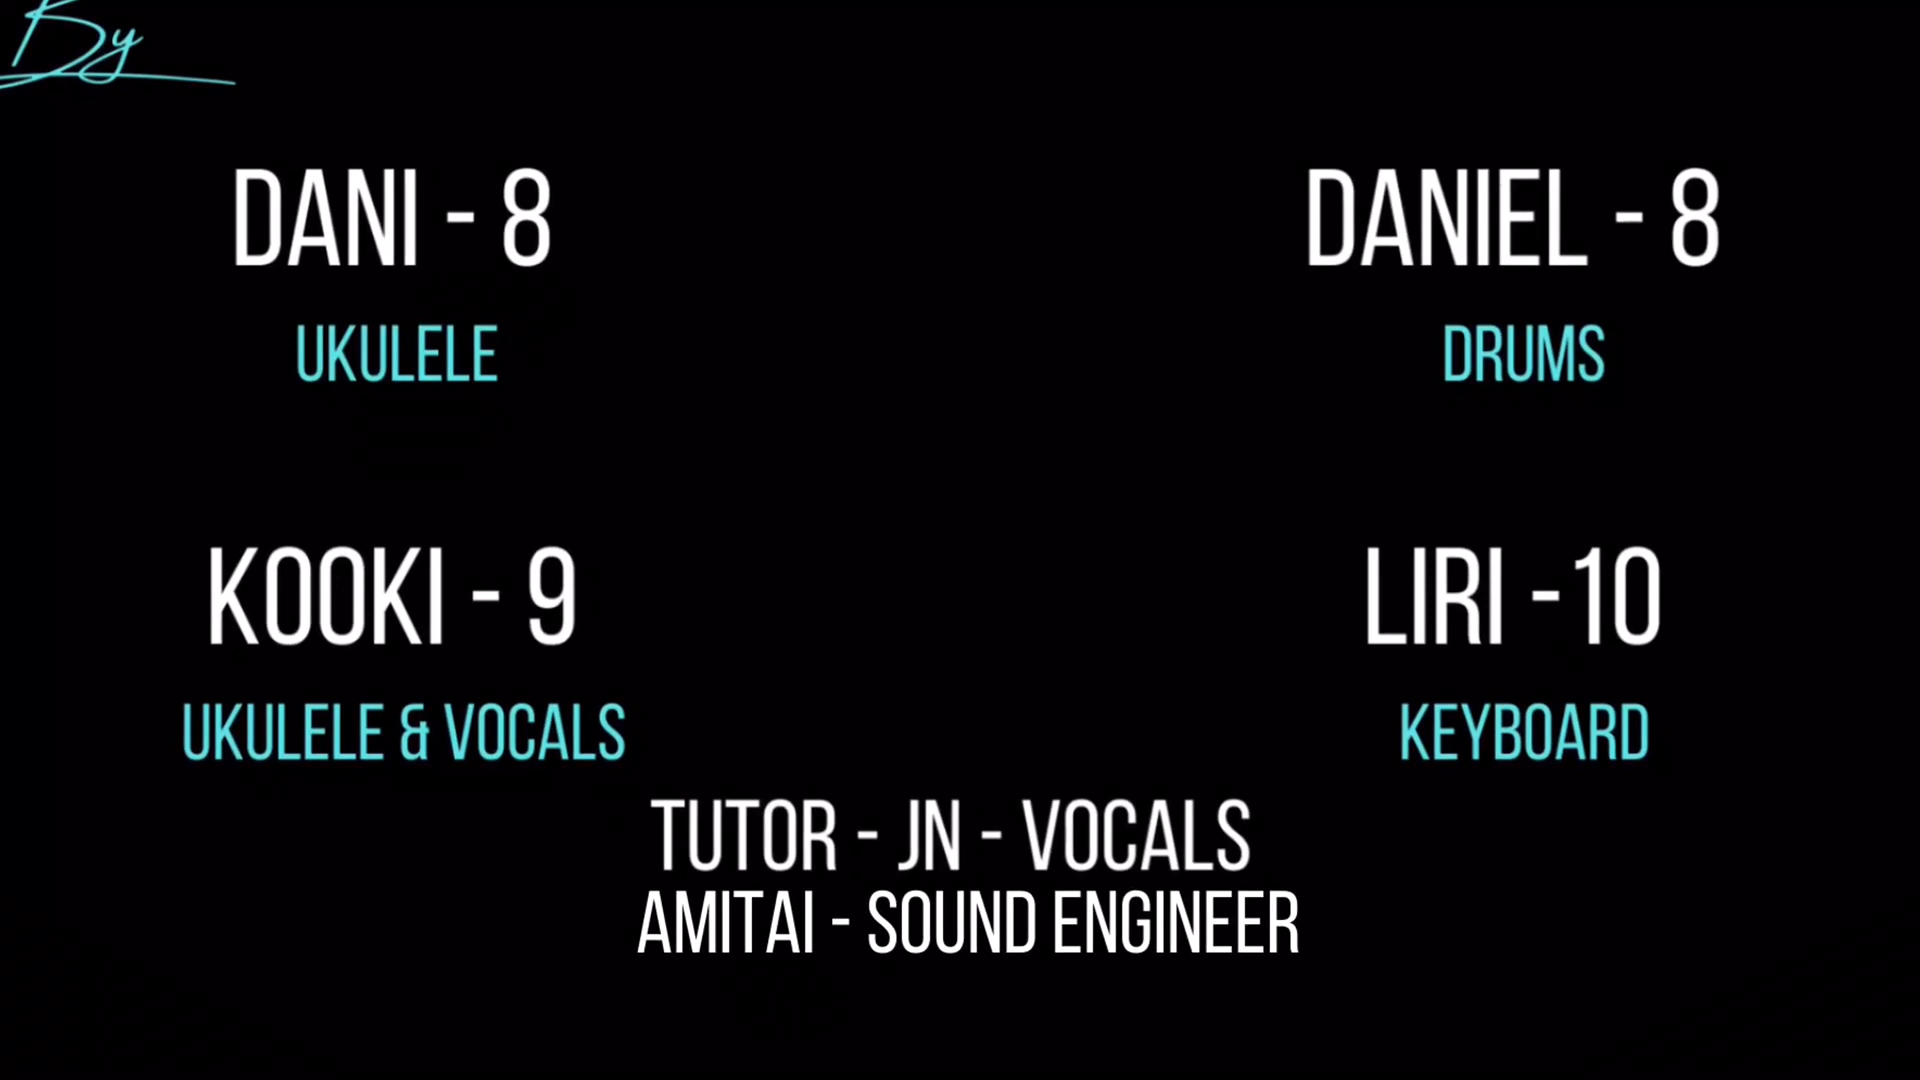 By
DANI - 8
UKULELE
DANIEL - 8
DRUMS
KOOKI - 9
UKULELE & VOCALS
LIRI -10
KEYBOARD
TUTOR - JN - VOCALS
AMITAI - SOUND ENGINEER